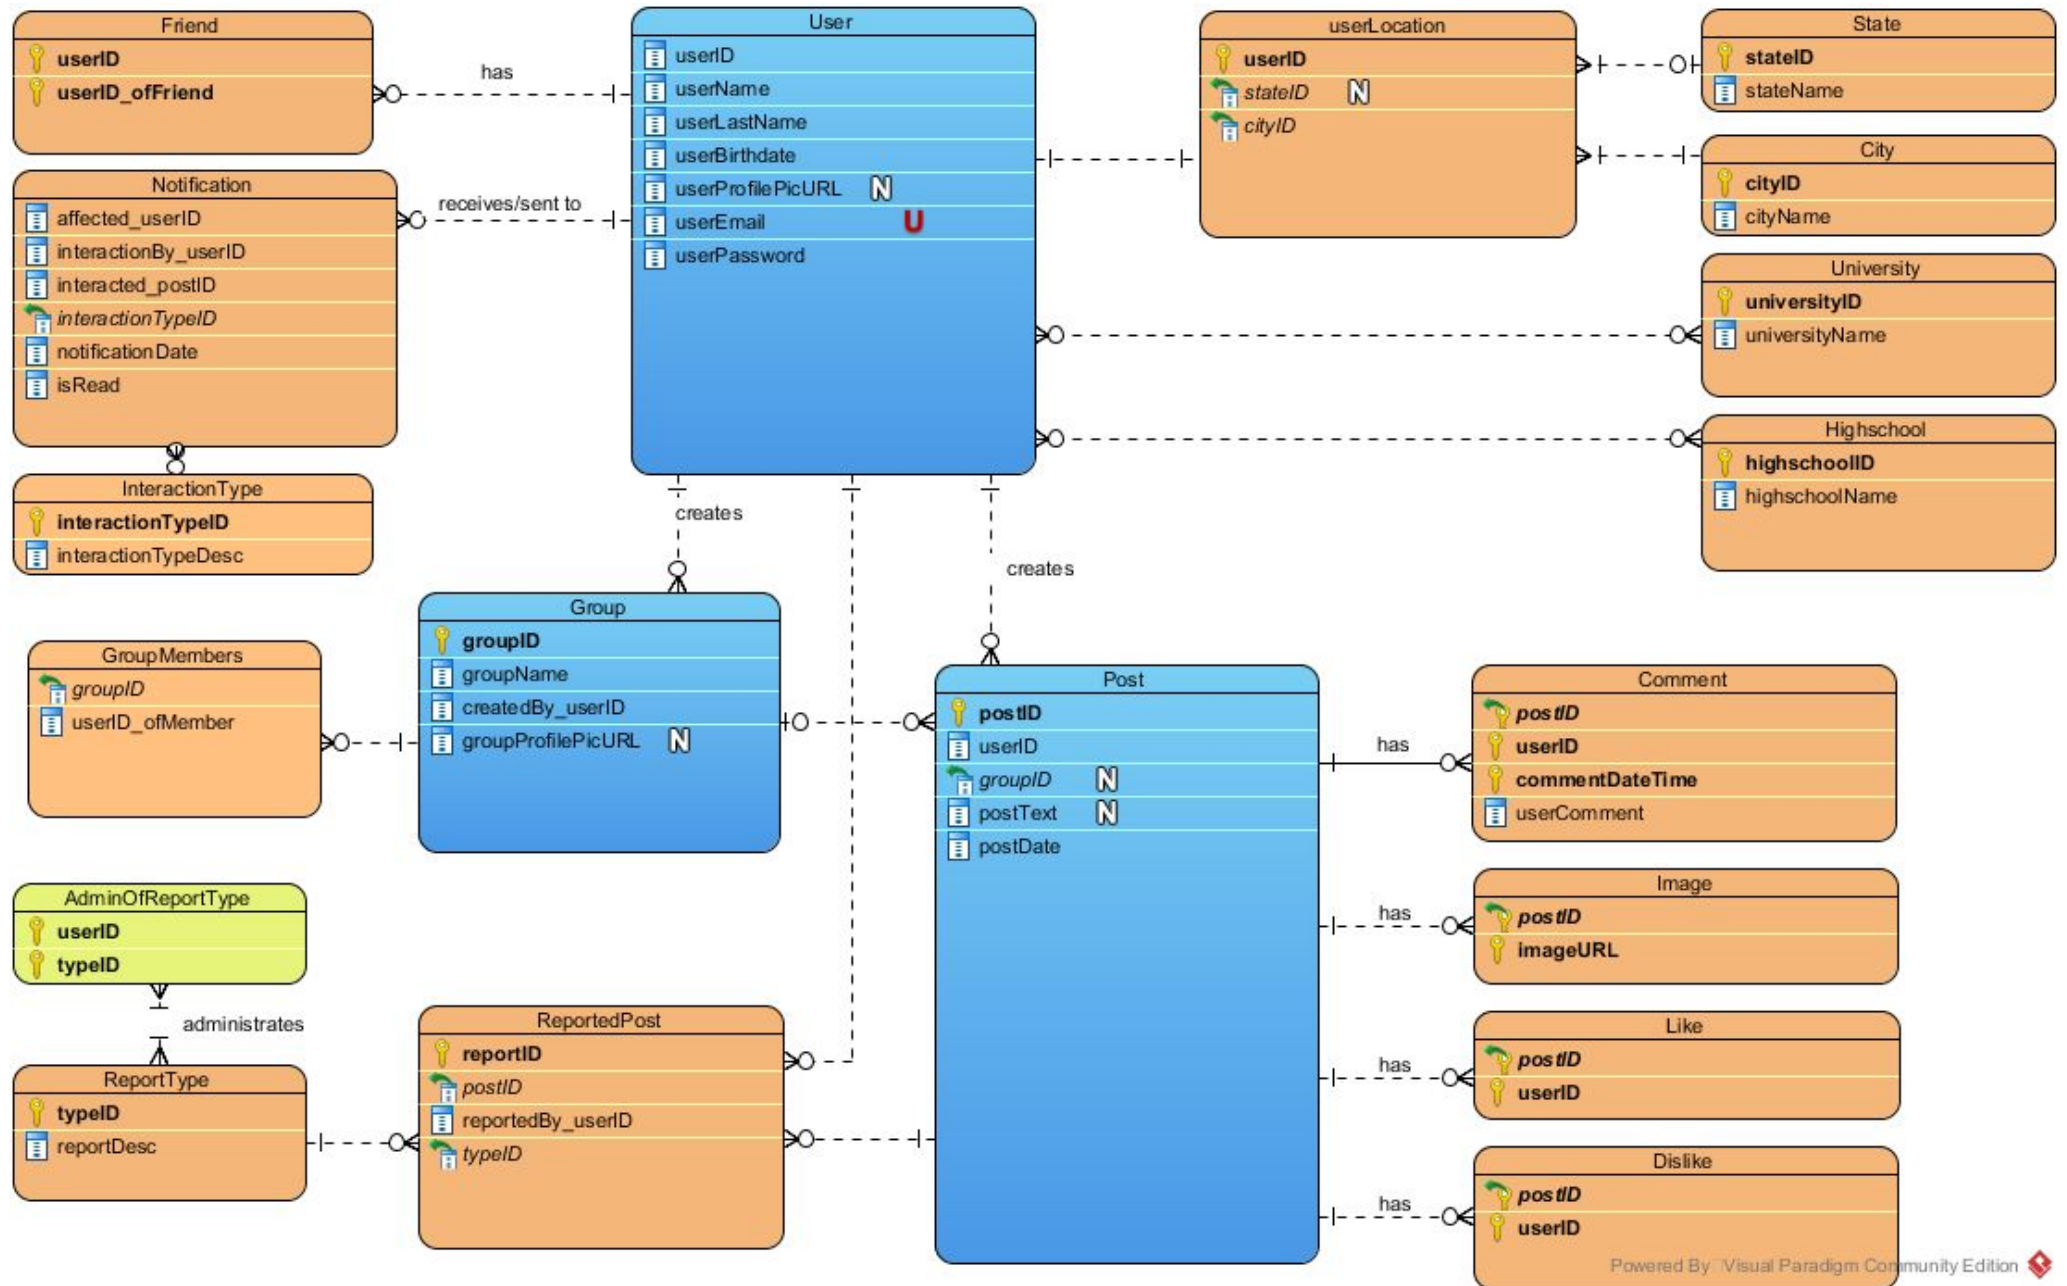 Friend
userID
userID_ofFriend
has
User
userID
userName
userLastName
userBirthdate
userProfilePicURL N
userEmail U
userPassword
userLocation
userID
stateID N
cityID
State
stateID
stateName
City
cityID
cityName
Notification
affected_userID
interactionBy_userID
interacted_postID
interactionTypeID
notificationDate
isRead
receives/sent to
University
universityID
universityName
Highschool
highschoolID
highschoolName
InteractionType
interactionTypeID
interactionTypeDesc
creates
creates
Group
groupID
groupName
createdBy_userID
groupProfilePicURL N
GroupMembers
groupID
userID_ofMember
Post
postID
userID
groupID N
postText N
postDate
has
Comment
postID
userID
commentDateTime
userComment
has
Image
postID
imageURL
AdminOfReportType
userID
typeID
administrates
ReportType
typeID
reportDesc
ReportedPost
reportID
postID
reportedBy_userID
typeID
has
Like
postID
userID
has
Dislike
postID
userID
Powered By Visual Paradigm Community Edition